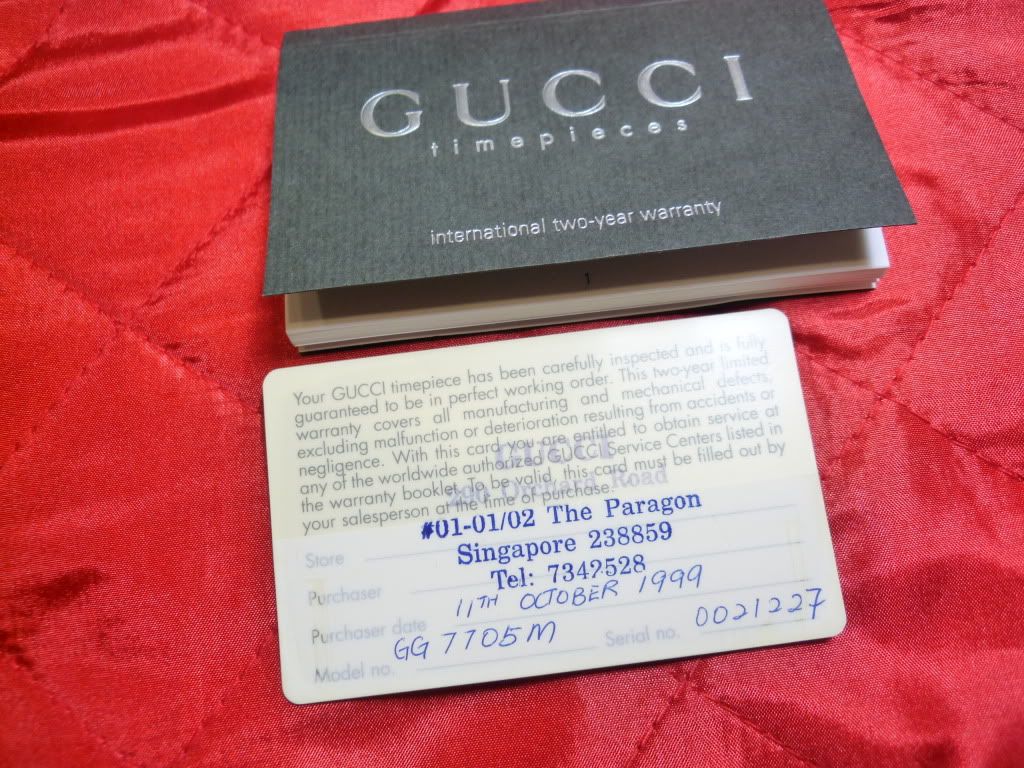 GUCCI
timepieces
international two-year warranty
1
Your GUCCI timepiece has been carefully inspected and is fully
guaranteed to be in perfect working order. This two-year limited
warranty covers all manufacturing and mechanical defects,
excluding malfunction or deterioration resulting from accidents or
negligence. With this card you are entitled to obtain service at
any of the worldwide authorized GUCCI Service Centers listed in
the warranty booklet. To be valid, this card must be filled out by
your salesperson at the time of purchase.
GUCCI
290 Orchard Road
#01-01/02 The Paragon
Singapore 238859
Tel: 7342528
Store
Purchaser
Purchaser date 11TH OCTOBER 1999
Model no. GG 7705M Serial no. 0021227